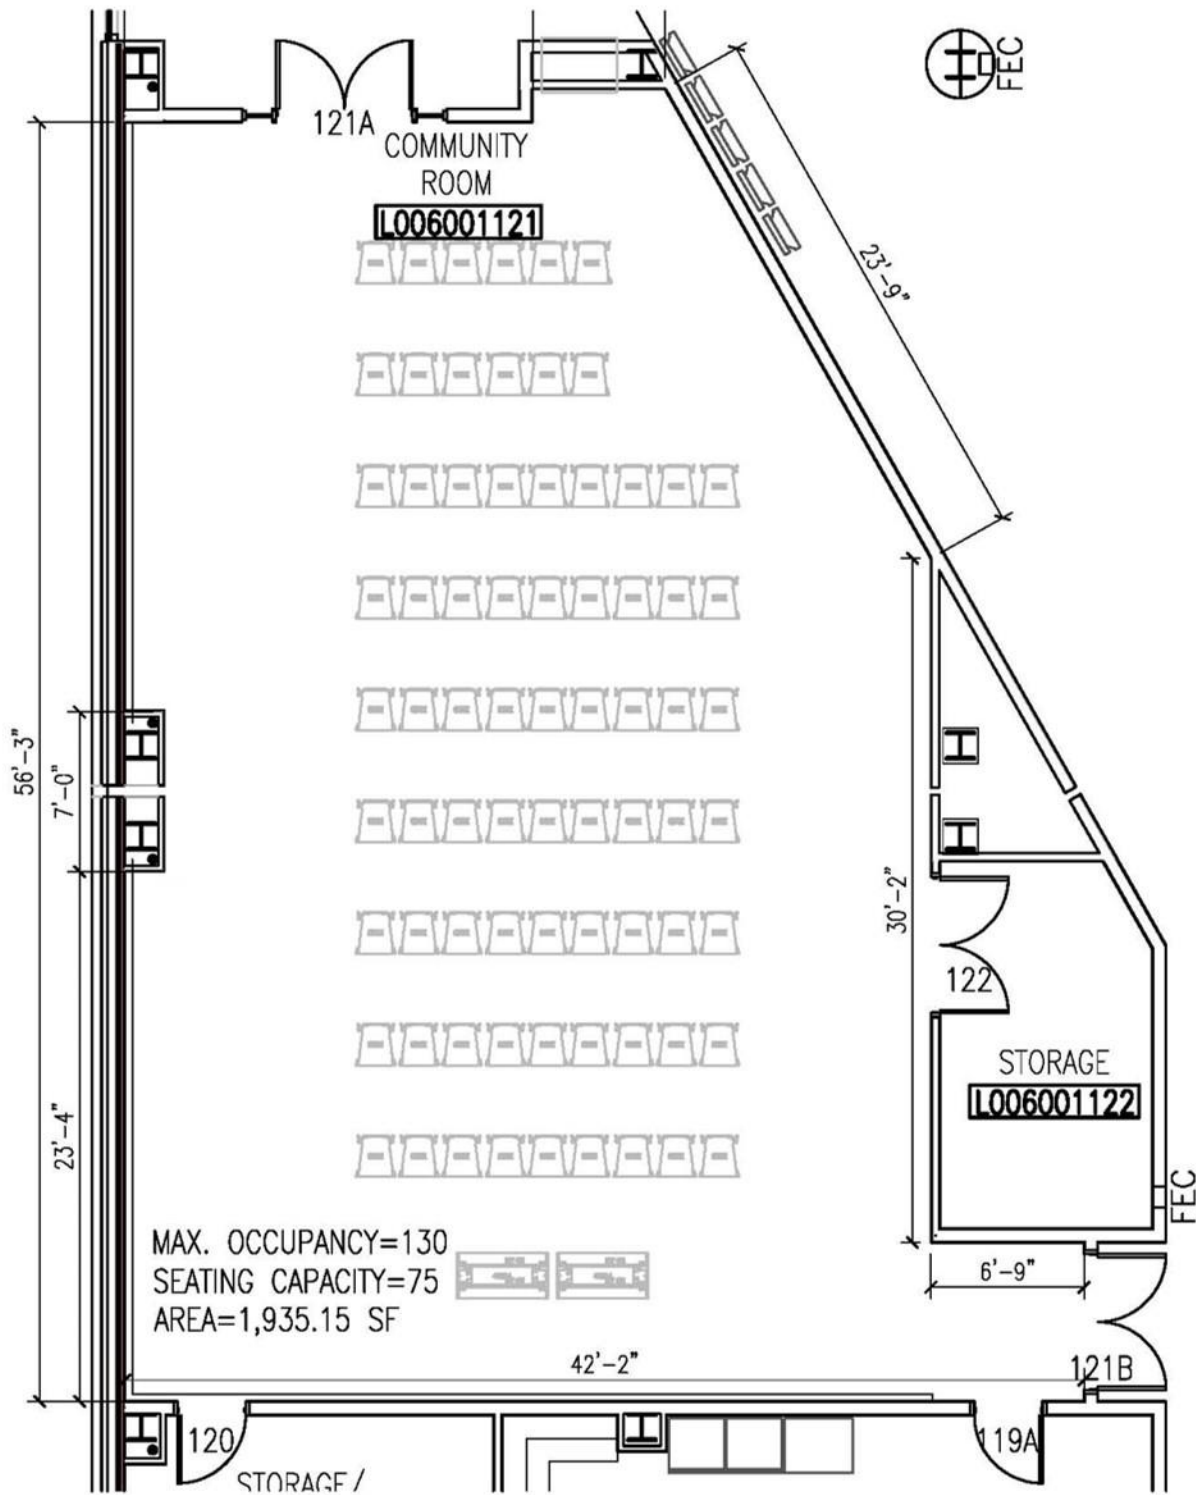 FEC
121A
COMMUNITY
ROOM
L006001121
23'-9"
56'-3"
7'-0"
30'-2"
122
STORAGE
L006001122
23'-4"
FEC
MAX. OCCUPANCY=130
SEATING CAPACITY=75
AREA=1,935.15 SF
6'-9"
42'-2"
121B
120
119A
STORAGE/